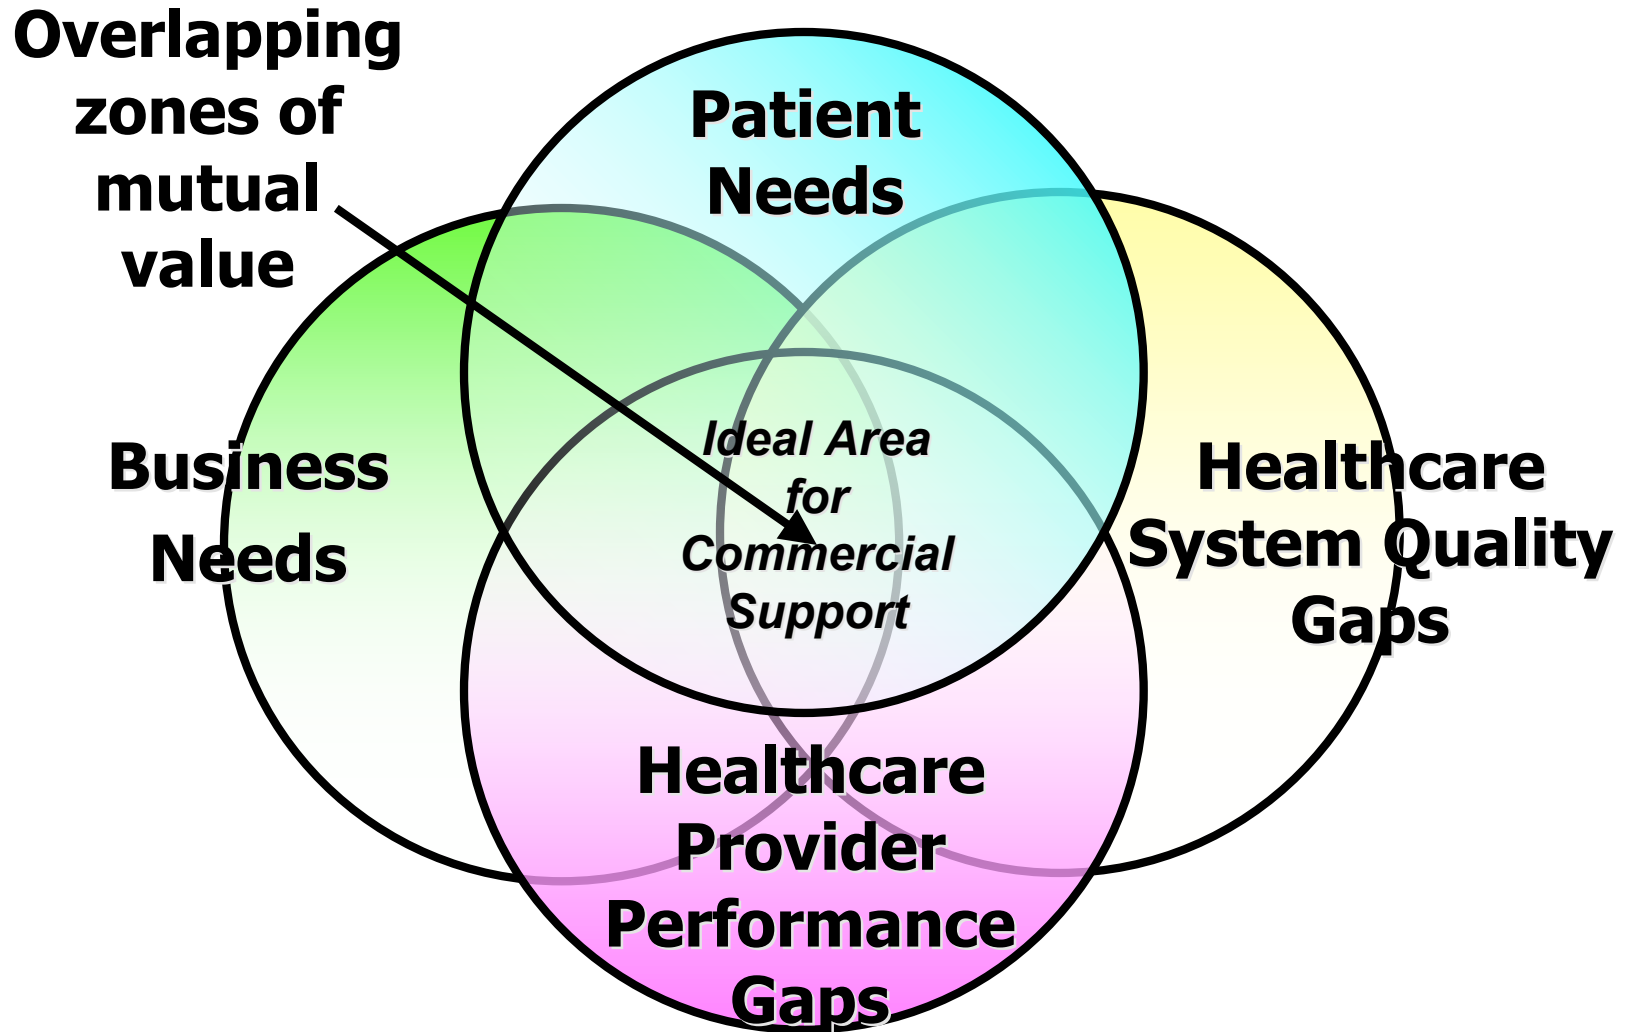 Overlapping
zones of
mutual
value
Patient
Needs
Business
Needs
Ideal Area
for
Commercial
Support
Healthcare
System Quality
Gaps
Healthcare
Provider
Performance
Gaps